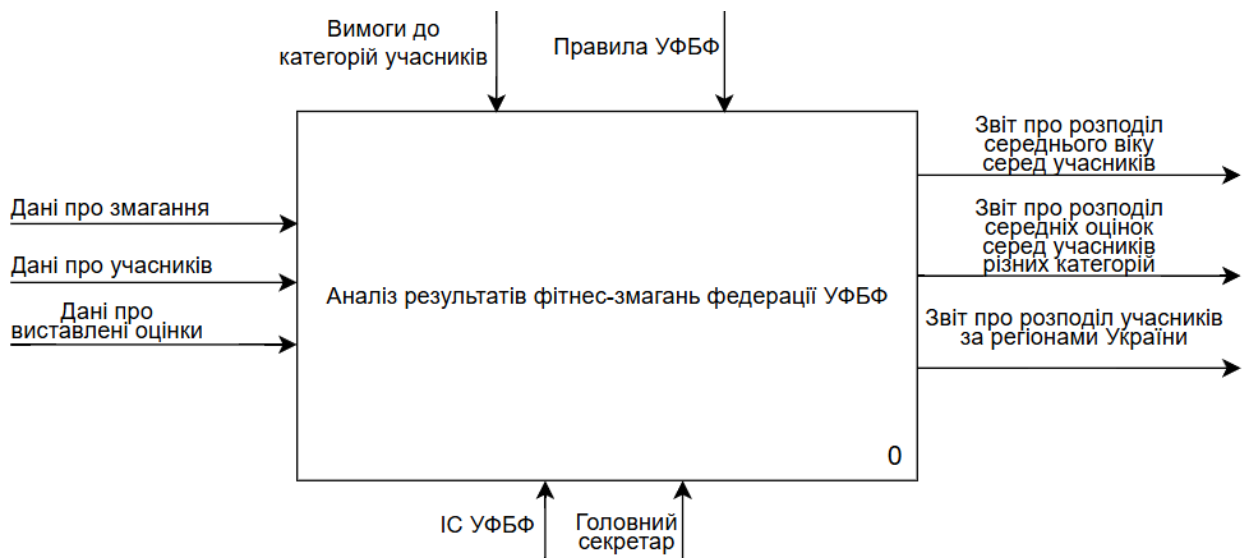 Вимоги до
категорій учасників
Правила УФБФ
Дані про змагання
Дані про учасників
Дані про
виставлені оцінки
Аналіз результатів фітнес-змагань федерації УФБФ
0
Звіт про розподіл
середнього віку
серед учасників
Звіт про розподіл
середніх оцінок
серед учасників
різних категорій
Звіт про розподіл учасників
за регіонами України
ІС УФБФ
Головний
секретар